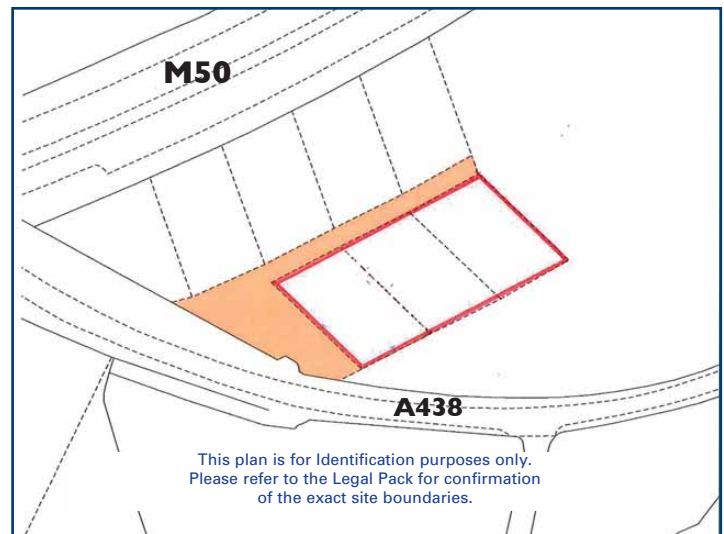 M50
A438
This plan is for Identification purposes only.
Please refer to the Legal Pack for confirmation
of the exact site boundaries.